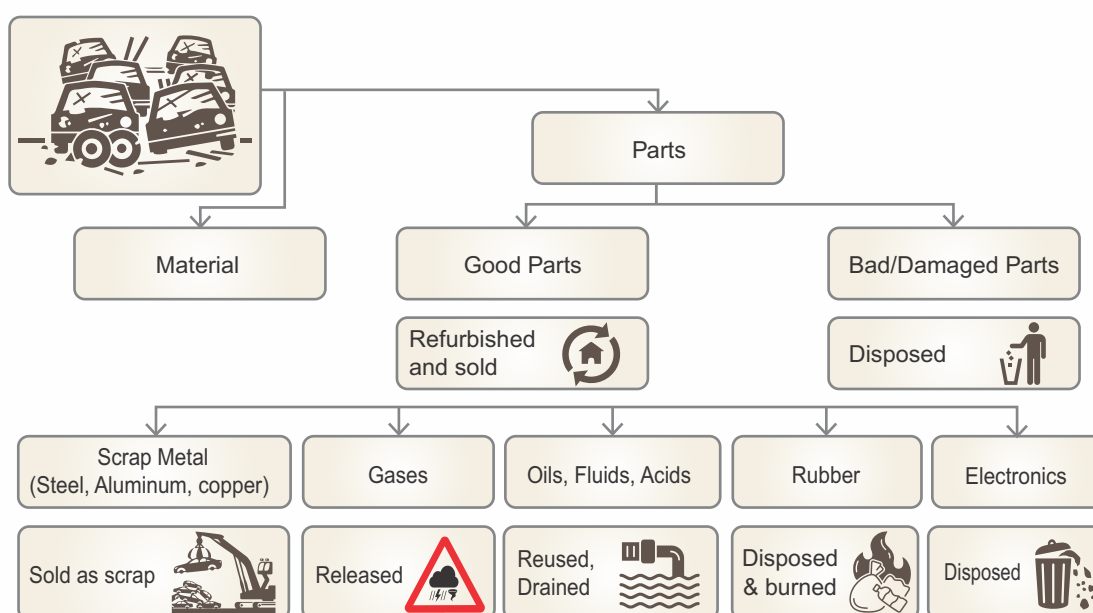 Parts
Material
Good Parts
Bad/Damaged Parts
Refurbished
and sold
Disposed
Scrap Metal
(Steel, Aluminum, copper)
Gases
Oils, Fluids, Acids
Rubber
Electronics
Sold as scrap
Released
Reused,
Drained
Disposed
& burned
Disposed